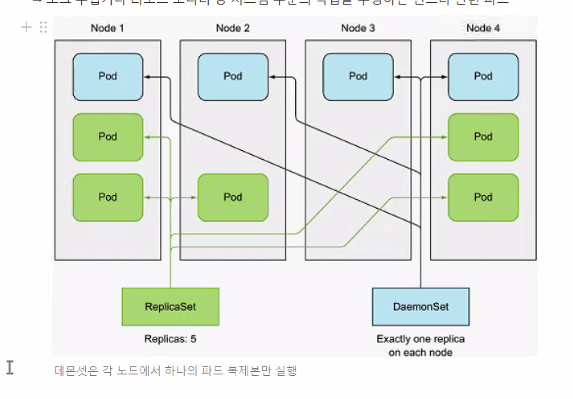 Node 1
Node 2
Node 3
Node 4
Pod
Pod
Pod
Pod
Pod
Pod
Pod
Pod
Pod
ReplicaSet
DaemonSet
Replicas: 5
Exactly one replica
on each node
데몬셋은 각 노드에서 하나의 파드 복제본만 실행